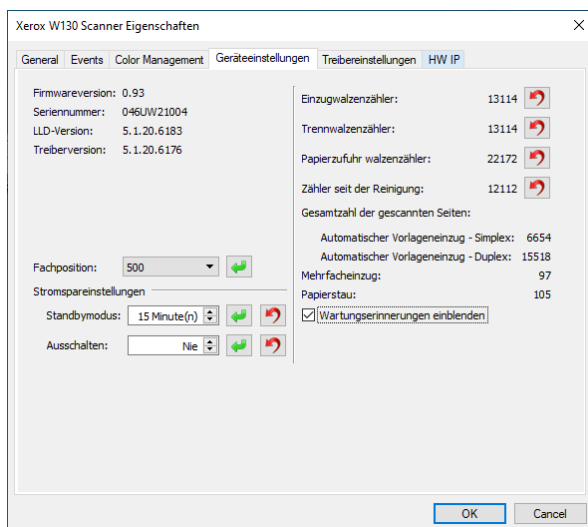 Xerox W130 Scanner Eigenschaften
General Events Color Management Geräteeinstellungen Treibereinstellungen HW IP
Firmwareversion: 0.93
Seriennummer: 046UW21004
LLD-Version: 5.1.20.6183
Treiberversion: 5.1.20.6176
Fachposition: 500
Stromspareinstellungen
Standbymodus: 15 Minute(n)
Ausschalten: Nie
Einzugwalzenzähler: 13114
Trennwalzenzähler: 13114
Papierzufuhr walzenzähler: 22172
Zähler seit der Reinigung: 12112
Gesamtzahl der gescannten Seiten:
Automatischer Vorlageneinzug - Simplex: 6654
Automatischer Vorlageneinzug - Duplex: 15518
Mehrfacheinzug: 97
Papierstau: 105
Wartungserinnerungen einblenden
OK Cancel